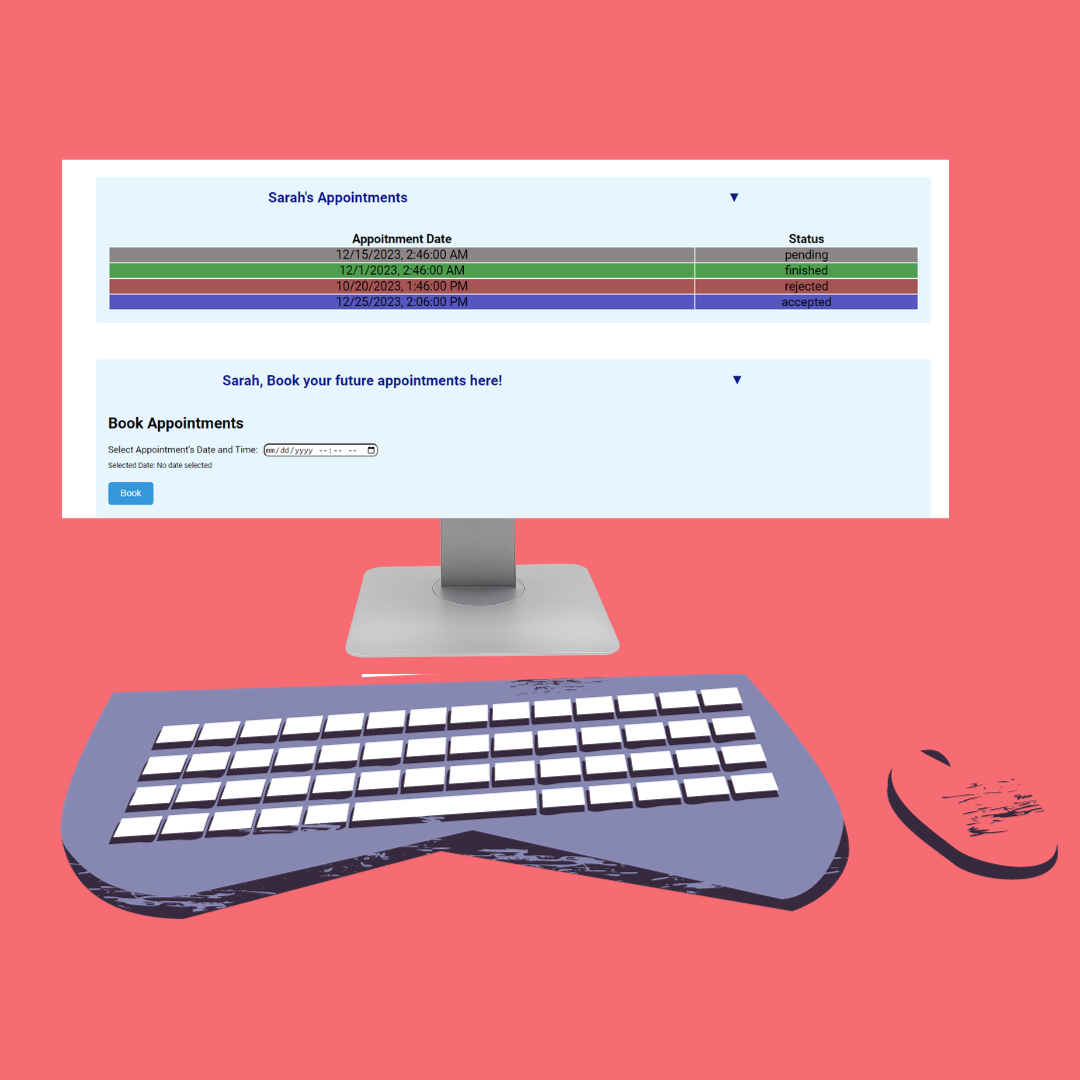 Sarah's Appointments ▼
Appoitnment Date Status
12/15/2023, 2:46:00 AM pending
12/1/2023, 2:46:00 AM finished
10/20/2023, 1:46:00 PM rejected
12/25/2023, 2:06:00 PM accepted
Sarah, Book your future appointments here! ▼
Book Appointments
Select Appointment's Date and Time: mm/dd/yyyy --:-- --
Selected Date: No date selected
Book